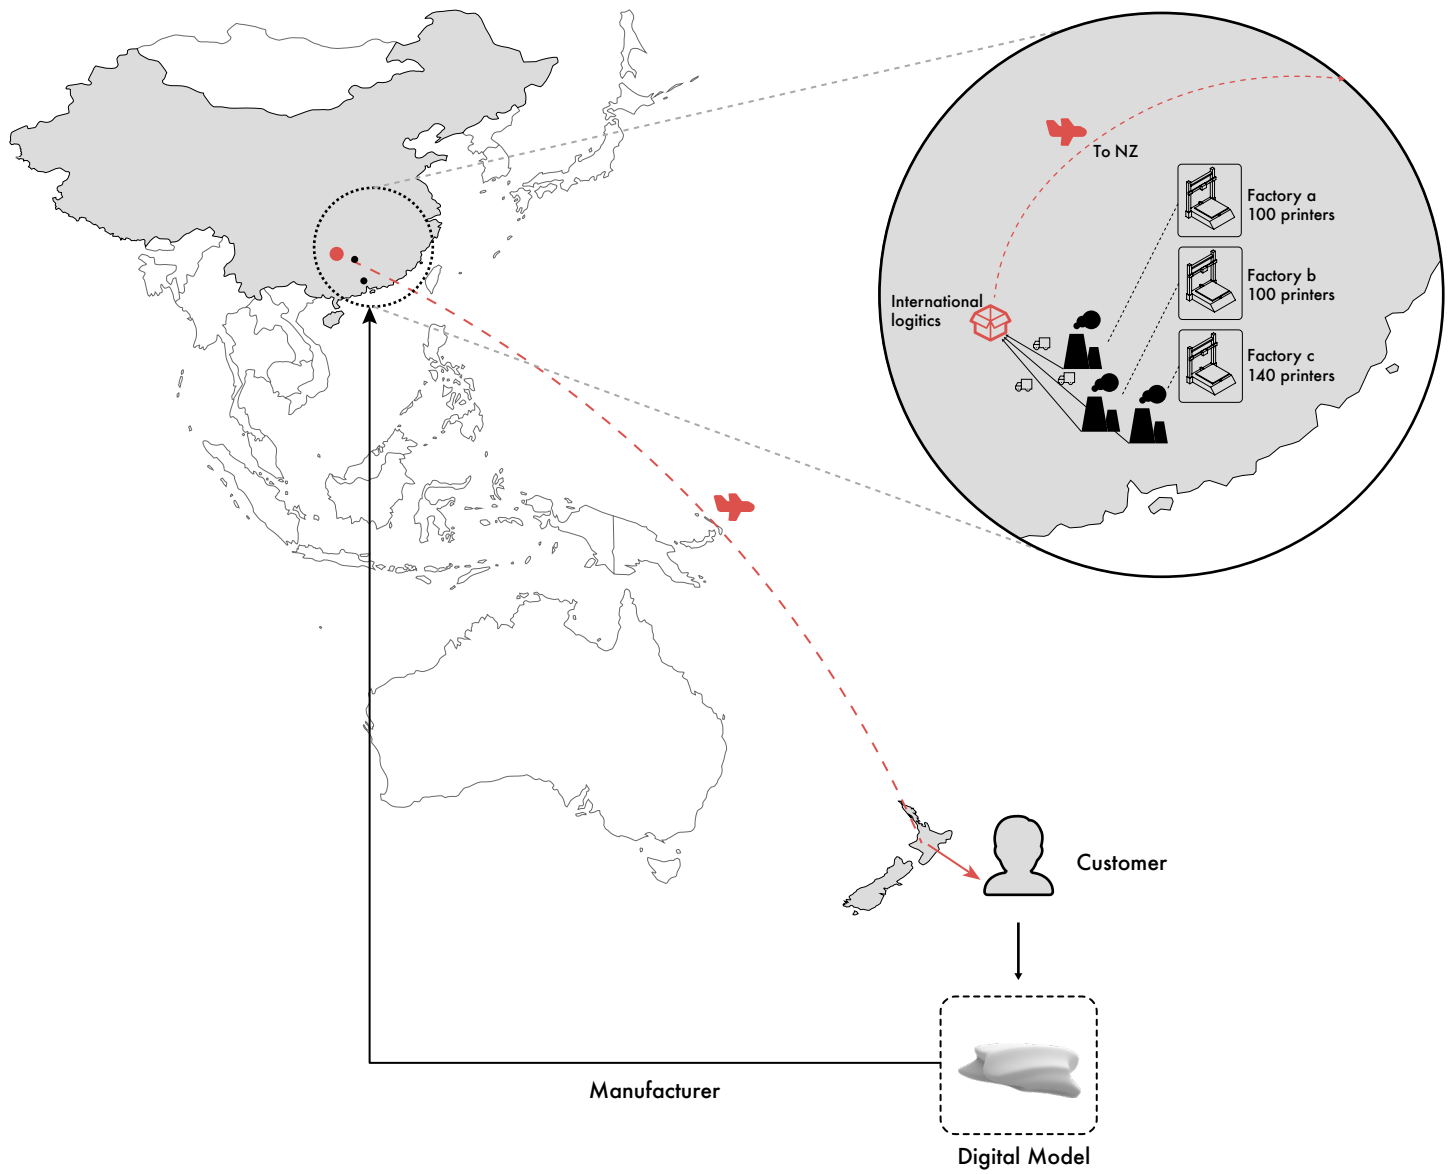 To NZ
Factory a
100 printers
Factory b
100 printers
International
logitics
Factory c
140 printers
Customer
Manufacturer
Digital Model